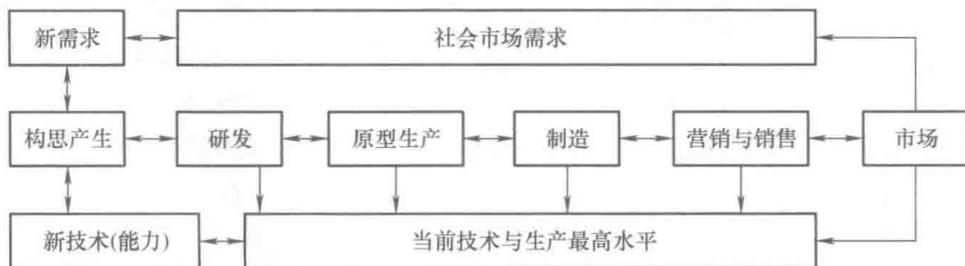 新需求
社会市场需求
构思产生
研发
原型生产
制造
营销与销售
市场
新技术(能力)
当前技术与生产最高水平